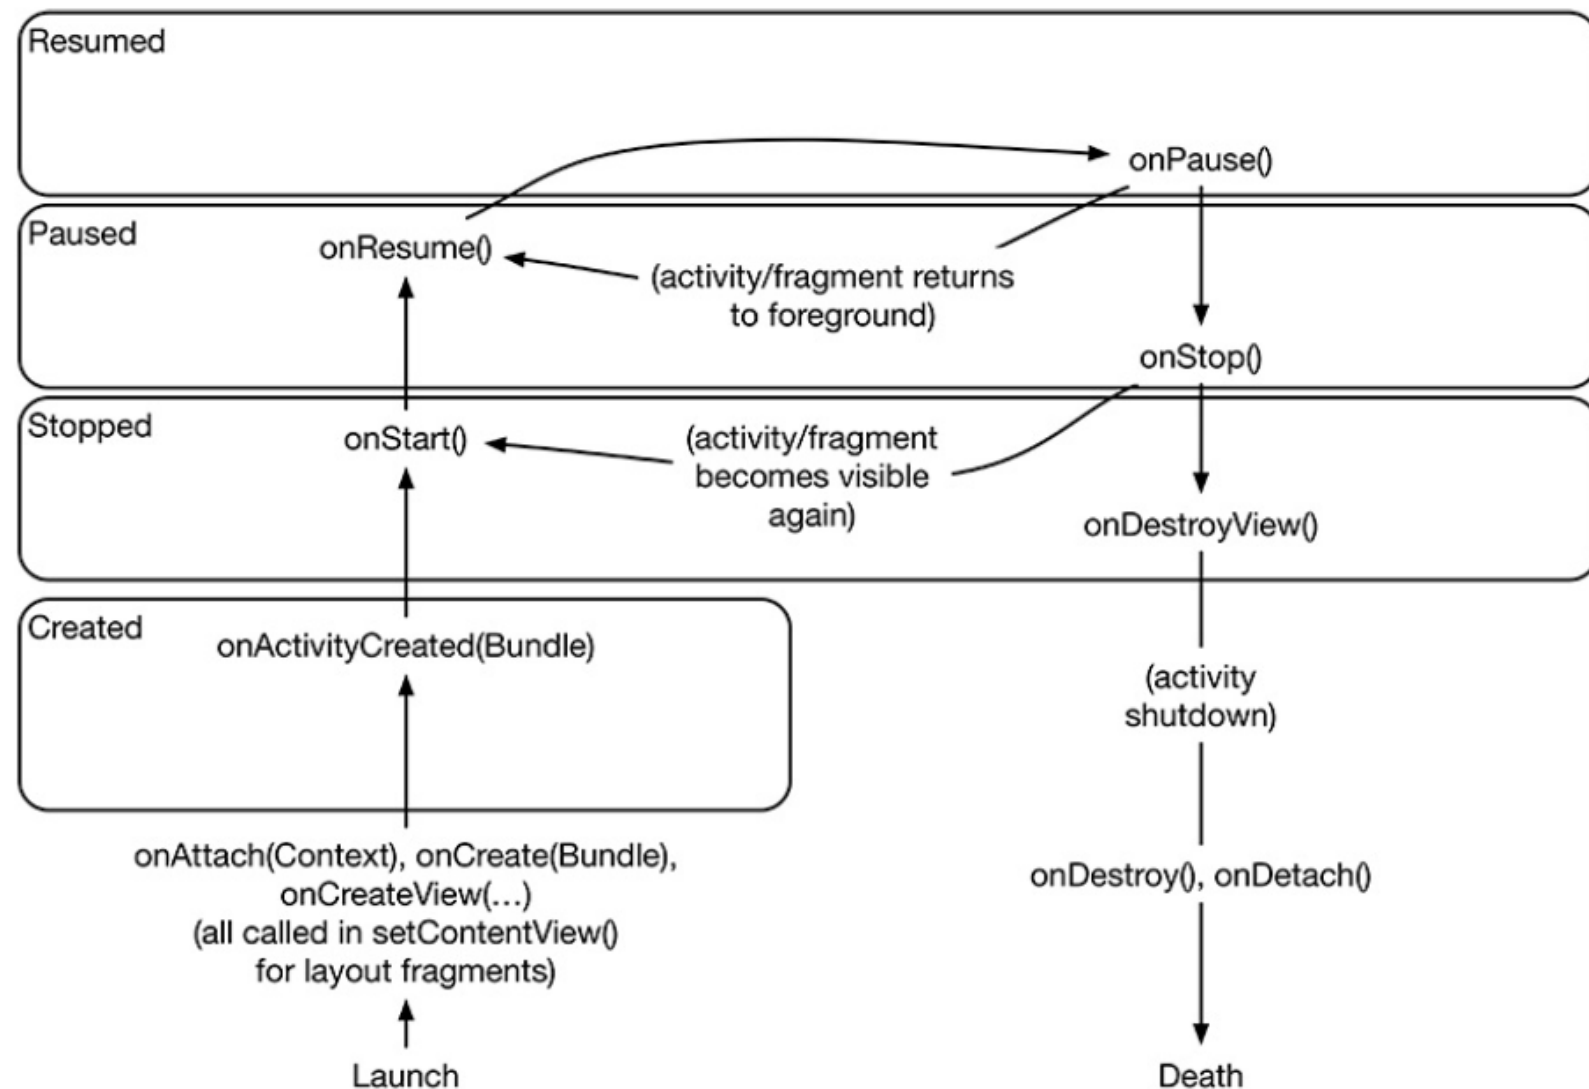 Resumed
onPause()
Paused
onResume()
(activity/fragment returns
to foreground)
onStop()
Stopped
onStart()
(activity/fragment
becomes visible
again)
onDestroyView()
Created
onActivityCreated(Bundle)
(activity
shutdown)
onAttach(Context), onCreate(Bundle),
onCreateView(...)
(all called in setContentView()
for layout fragments)
onDestroy(), onDetach()
Launch
Death